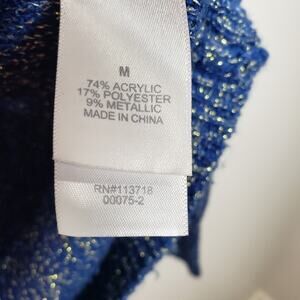 M
74% ACRYLIC
17% POLYESTER
9% METALLIC
MADE IN CHINA
RN#113718
00075-2